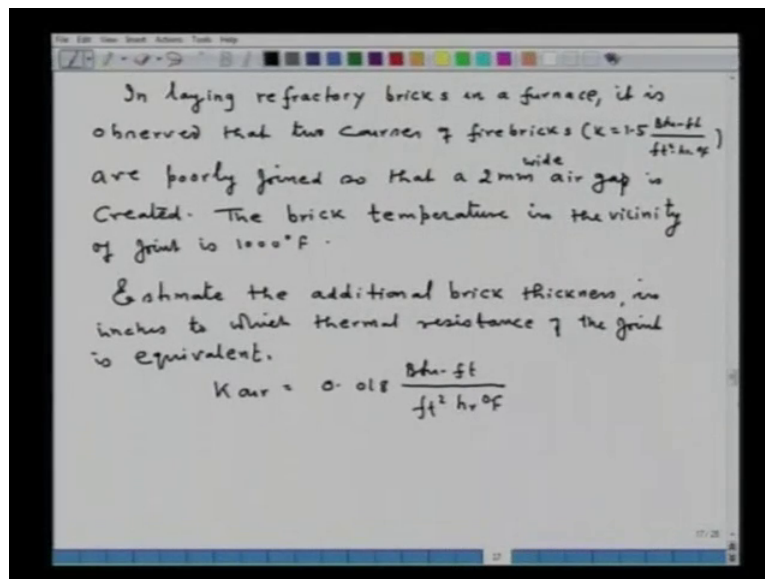 In laying refractory bricks in a furnace, it is
observed that two courses of firebricks (K = 1.5 Btu-ft / ft² hr °F)
are poorly joined so that a 2 mm wide air gap is
Created. The brick temperature in the vicinity
of joint is 1000°F.
Estimate the additional brick thickness, in
inches to which thermal resistance of the joint
is equivalent.
K air = 0.018 Btu-ft / ft² hr °F
17/28
17